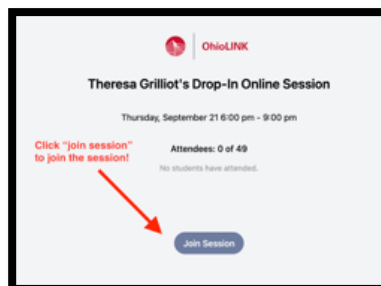 OhioLINK
Theresa Grilliot's Drop-In Online Session
Thursday, September 21 6:00 pm - 9:00 pm
Click "join session"
to join the session!
Attendees: 0 of 49
No students have attended.
Join Session